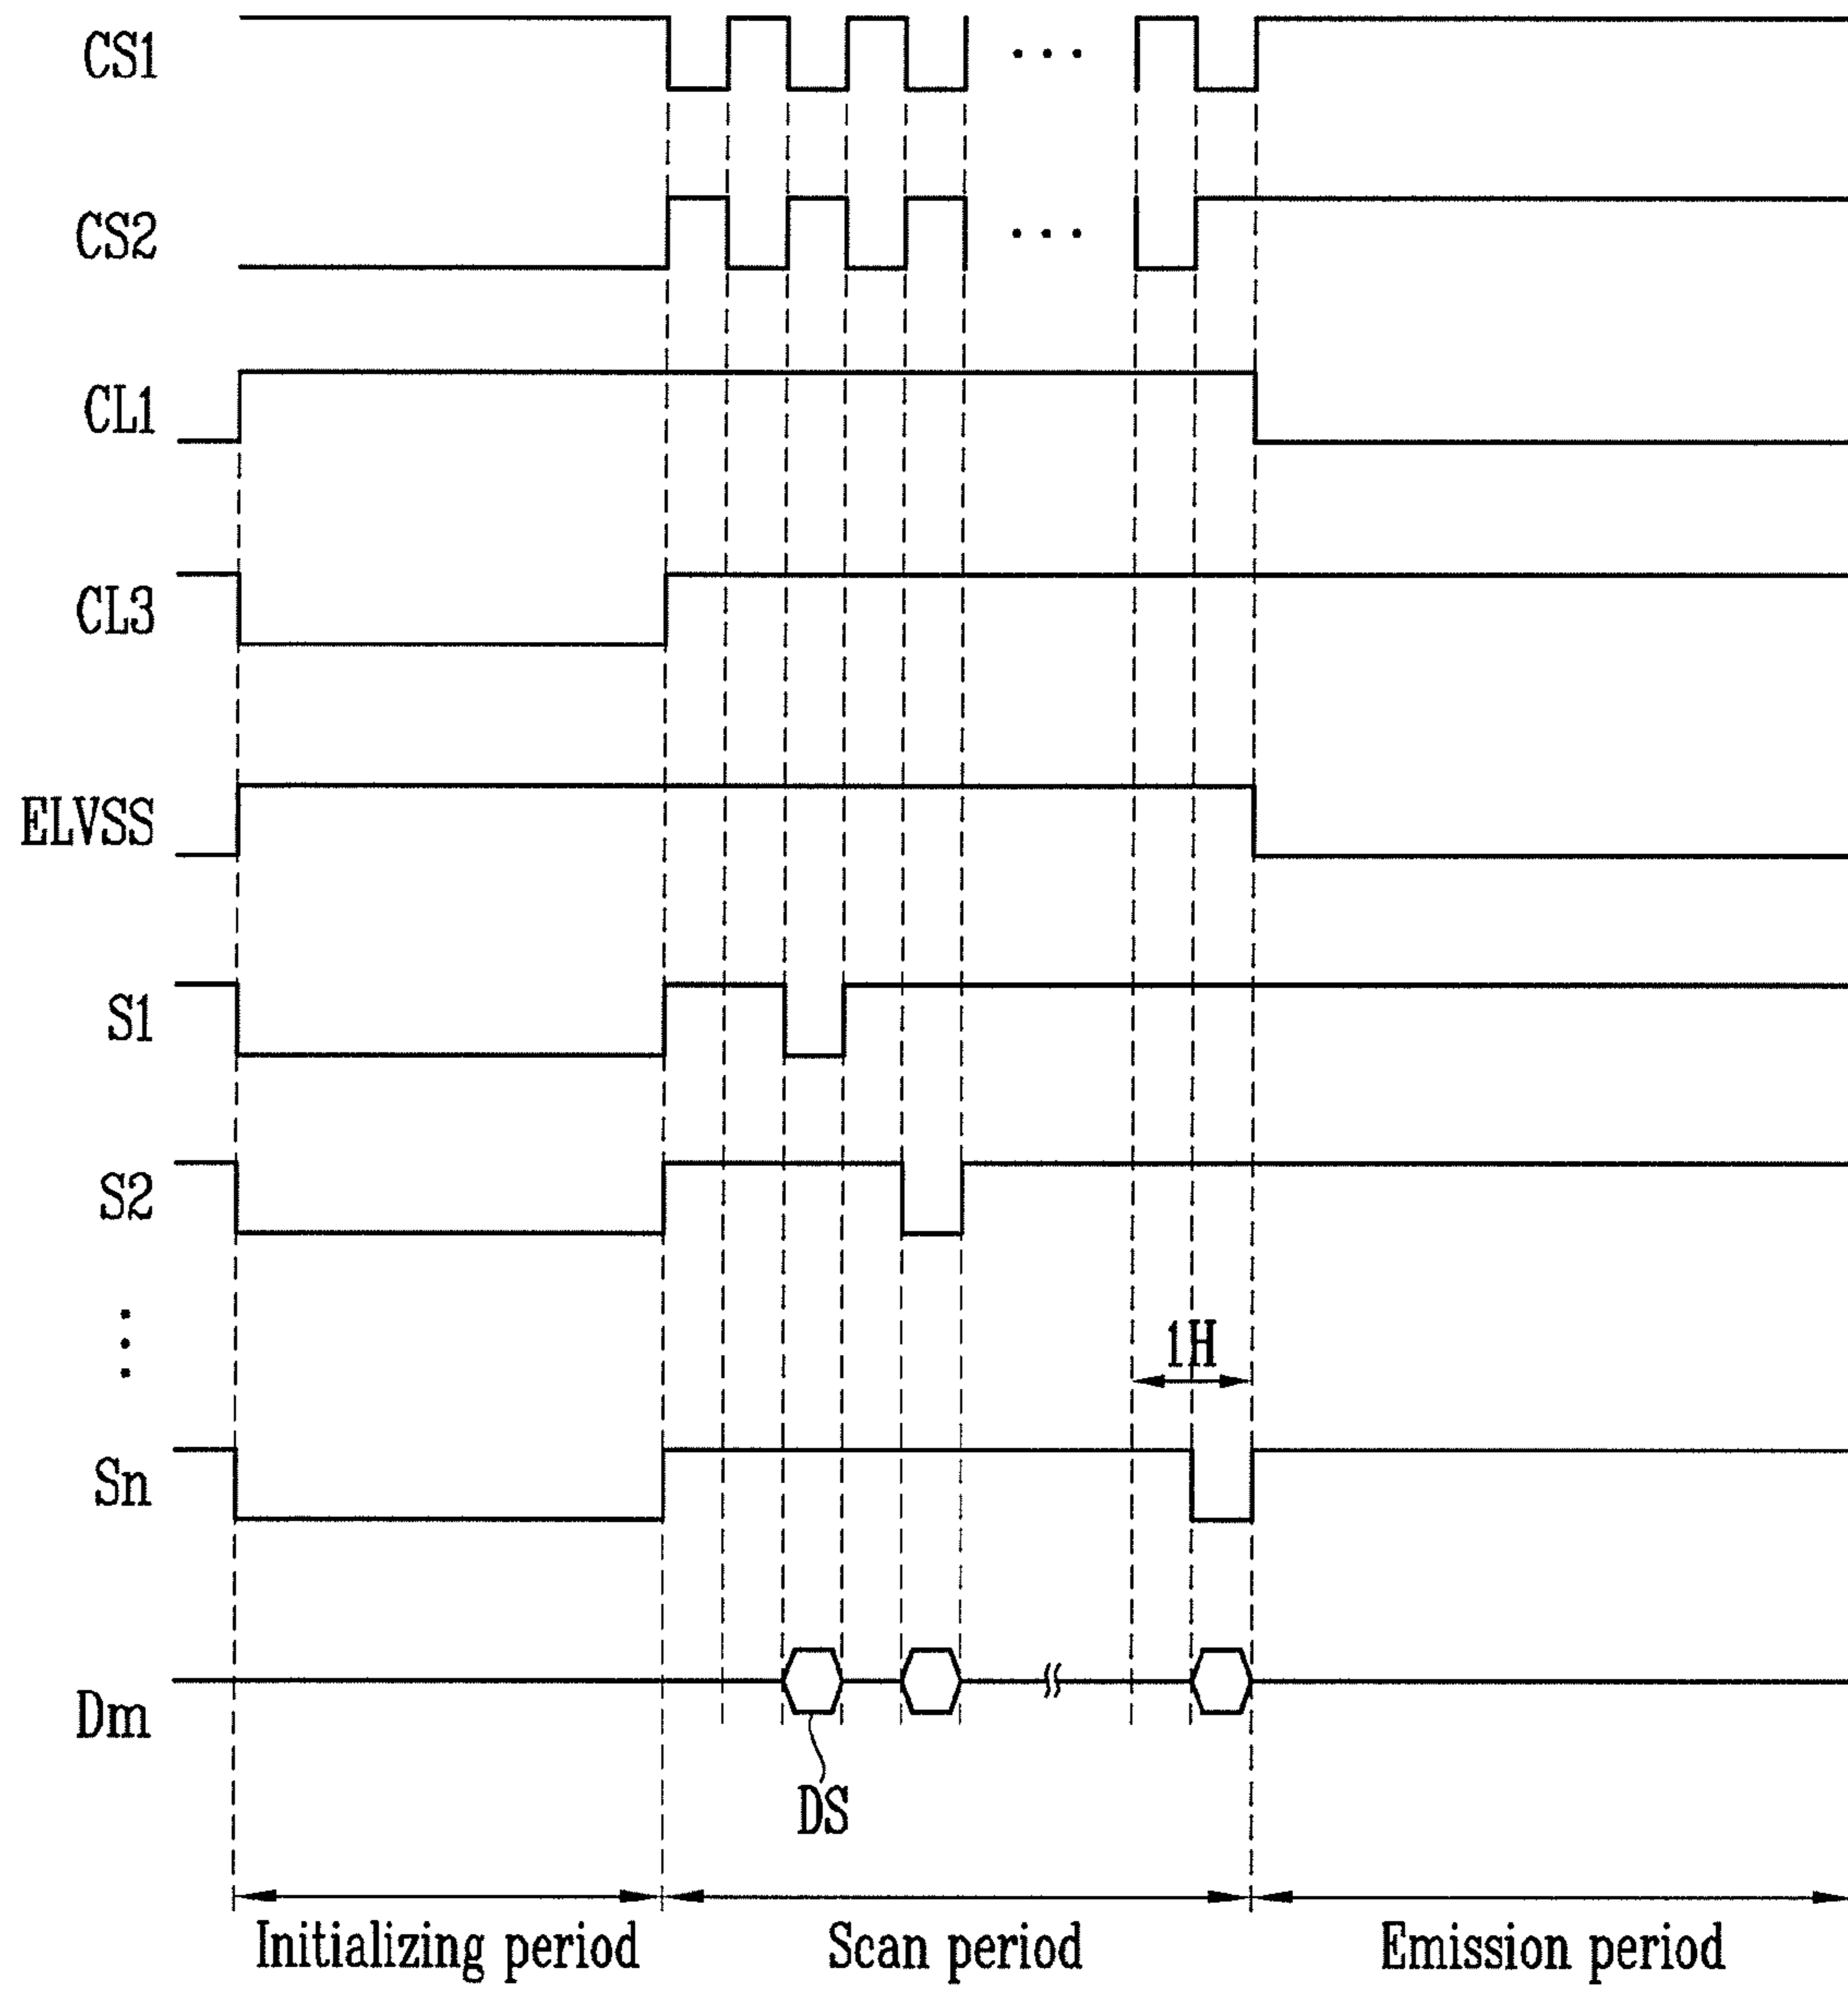 CS1
CS2
CL1
CL3
ELVSS
S1
S2
1H
Sn
Dm
DS
Initializing period
Scan period
Emission period